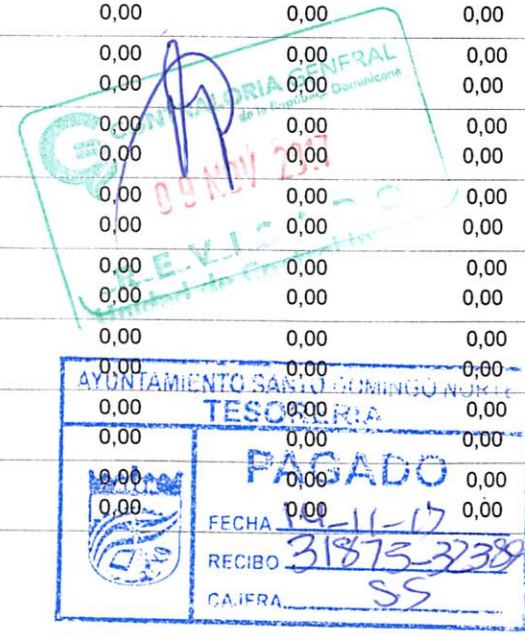 0,00 0,00 0,00
0,00 0,00 0,00
0,00 0,00 0,00
CONTRALORIA GENERAL
de la República Dominicana
0,00 0,00 0,00
0,00 0,00 0,00
09 NOV 2017
0,00 0,00 0,00
0,00 0,00 0,00
REVISADO
0,00 0,00 0,00
Unidad de
0,00 0,00 0,00
0,00 0,00 0,00
0,00 0,00 0,00
AYUNTAMIENTO SANTO DOMINGO NORTE
0,00 0,00 0,00
TESORERIA
0,00 0,00 0,00
PAGADO
0,00 0,00 0,00
0,00 0,00 0,00
FECHA 14-11-17
RECIBO 31873-32389
CAJERA SS